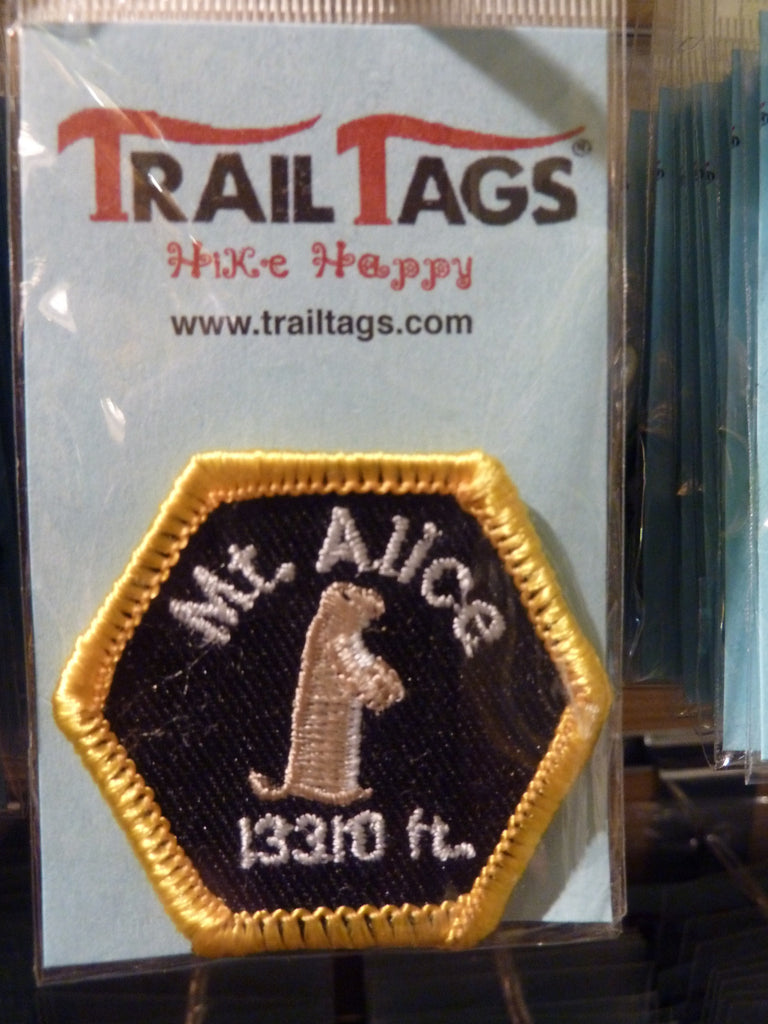 TRAIL TAGS®
Hike Happy
www.trailtags.com
Mt. Alice
13310 ft.